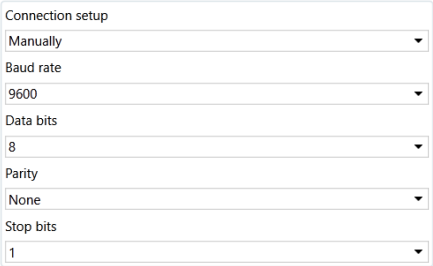 Connection setup
Manually
Baud rate
9600
Data bits
8
Parity
None
Stop bits
1